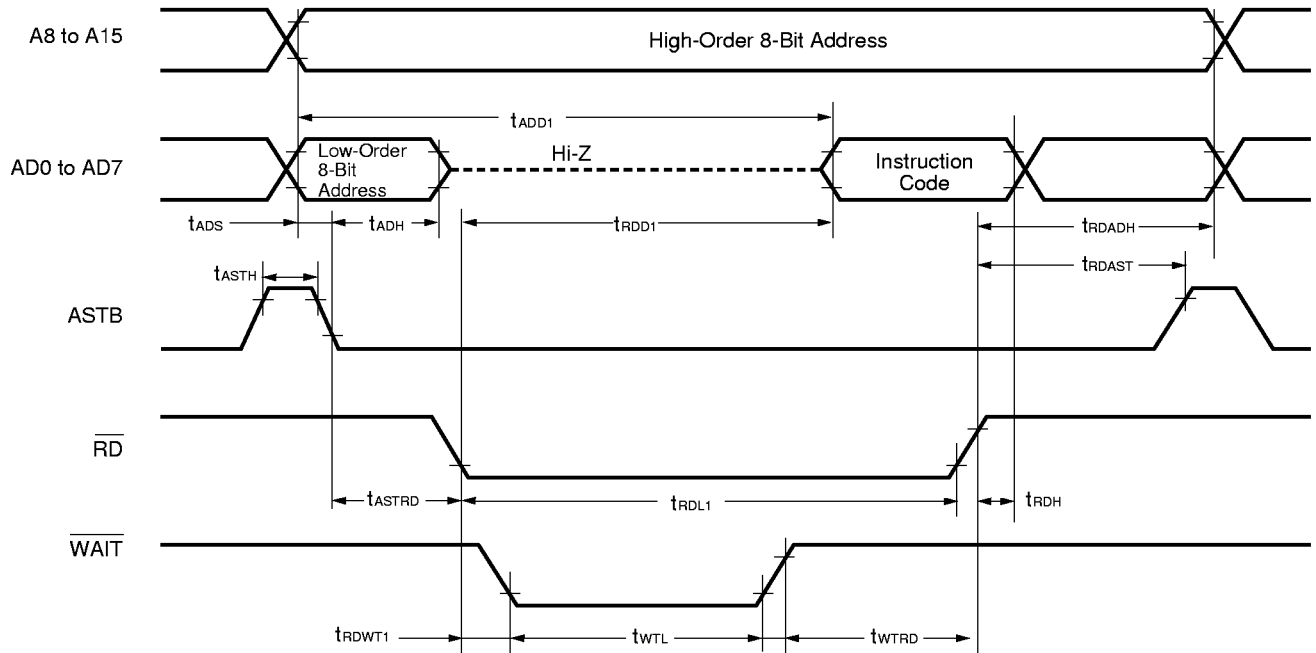 A8 to A15
High-Order 8-Bit Address
tADD1
AD0 to AD7
Low-Order
8-Bit
Address
Hi-Z
Instruction
Code
tADS
tADH
tRDD1
tRDADH
tASTH
tRDAST
ASTB
RD
tASTRD
tRDL1
tRDH
WAIT
tRDWT1
tWTL
tWTRD